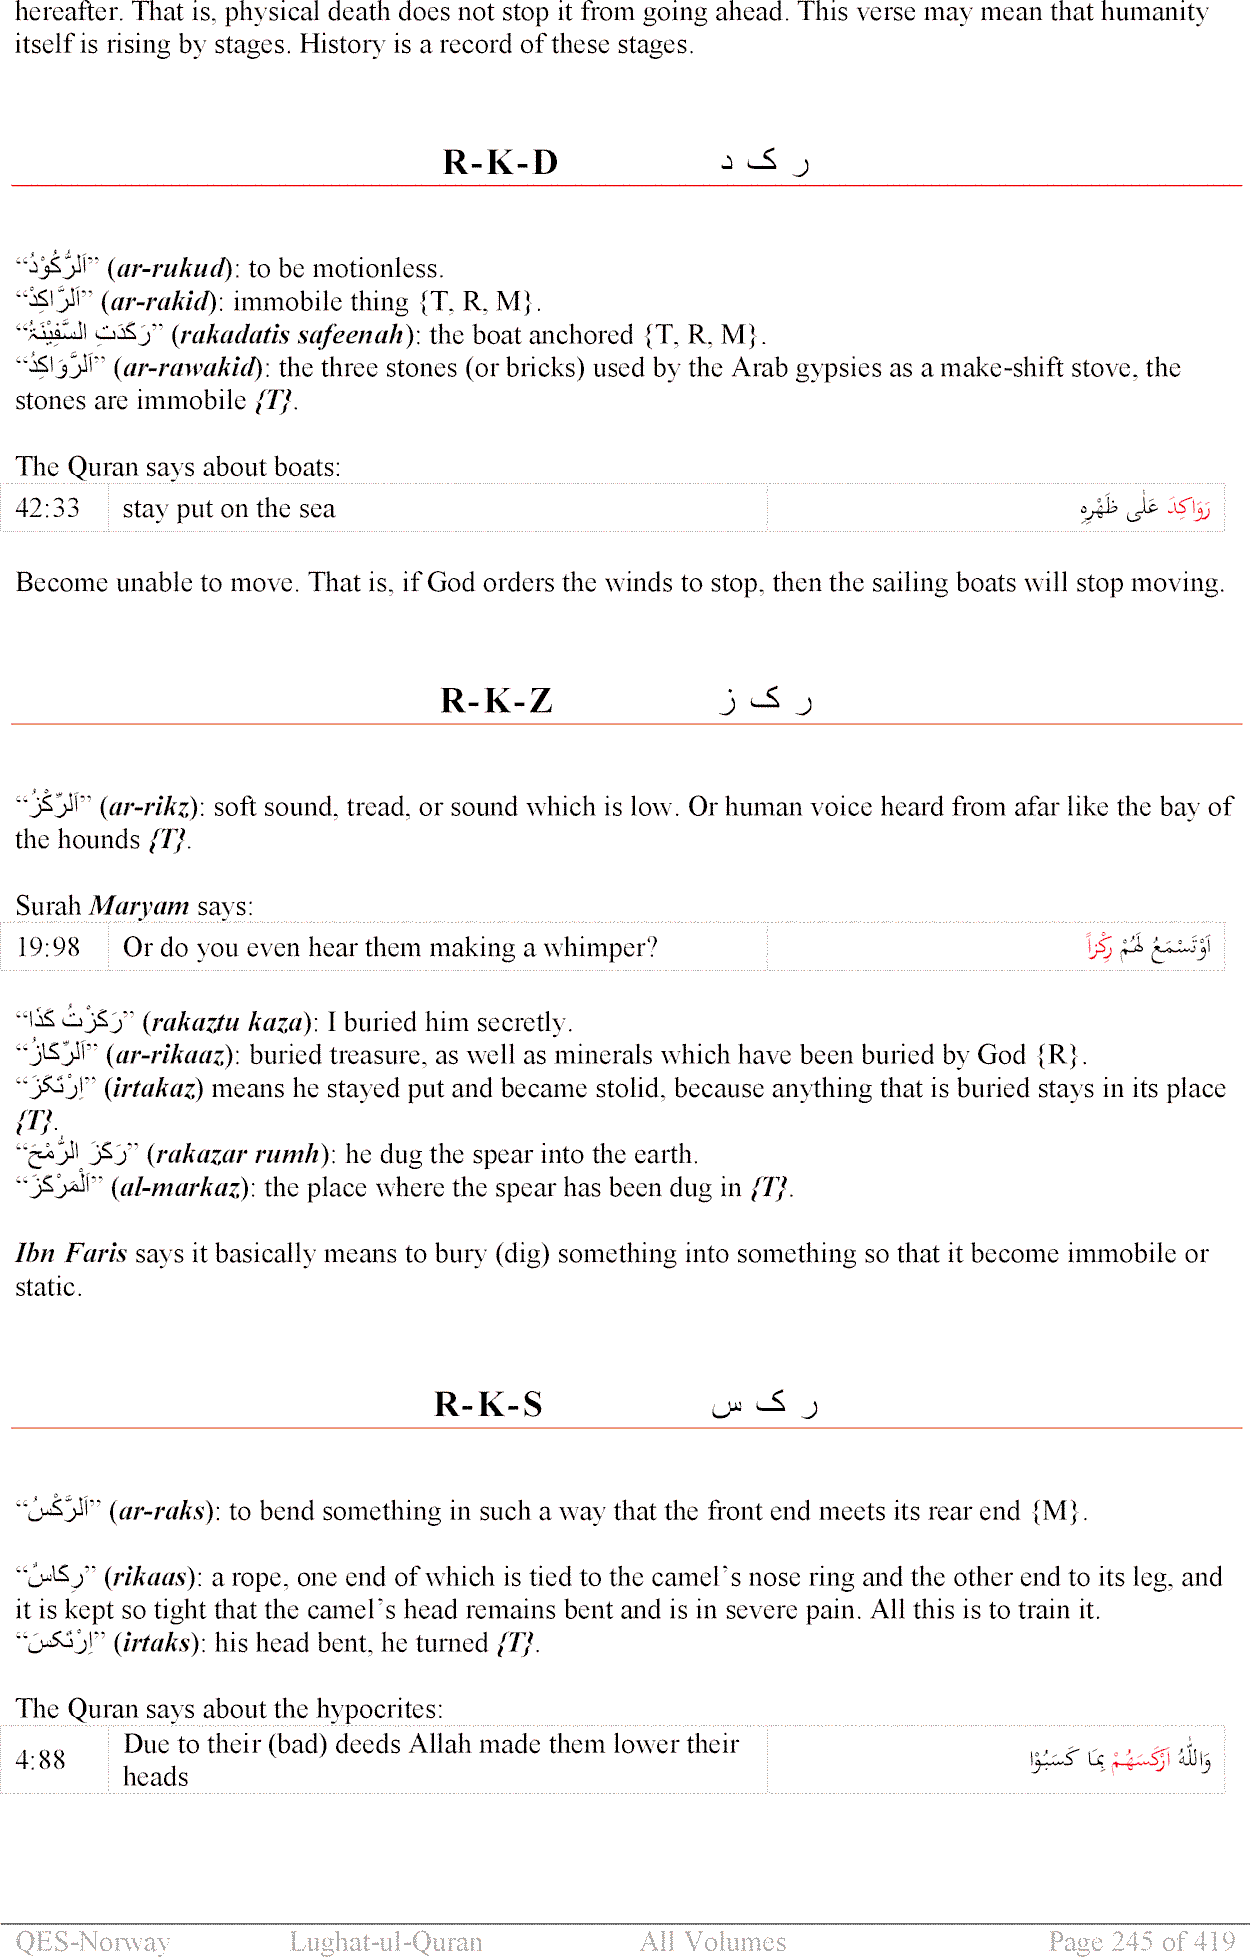 hereafter. That is, physical death does not stop it from going ahead. This verse may mean that humanity
itself is rising by stages. History is a record of these stages.
R-K-D ر ک د
“اَلرُّکُوْدُ” (ar-rukud): to be motionless.
“اَلرَّاکِدُ” (ar-rakid): immobile thing {T, R, M}.
“رَکَدَتِ السَّفِیْنَۃُ” (rakadatis safeenah): the boat anchored {T, R, M}.
“اَلرَّوَاکِدُ” (ar-rawakid): the three stones (or bricks) used by the Arab gypsies as a make-shift stove, the
stones are immobile {T}.
The Quran says about boats:
42:33 stay put on the sea رَوَاكِدَ عَلٰى ظَهْرِهٖ
Become unable to move. That is, if God orders the winds to stop, then the sailing boats will stop moving.
R-K-Z ر ک ز
“اَلرِّکْزُ” (ar-rikz): soft sound, tread, or sound which is low. Or human voice heard from afar like the bay of
the hounds {T}.
Surah Maryam says:
19:98 Or do you even hear them making a whimper? اَوْتَسْمَعُ لَهُمْ رِكْزاً
“رَکَزْتُ کَذَا” (rakaztu kaza): I buried him secretly.
“اَلرِّکَازُ” (ar-rikaaz): buried treasure, as well as minerals which have been buried by God {R}.
“اِرْتَکَزَ” (irtakaz) means he stayed put and became stolid, because anything that is buried stays in its place
{T}.
“رَکَزَ الرُّمْحَ” (rakazar rumh): he dug the spear into the earth.
“اَلْمَرْکَزُ” (al-markaz): the place where the spear has been dug in {T}.
Ibn Faris says it basically means to bury (dig) something into something so that it become immobile or
static.
R-K-S ر ک س
“اَلرَّکْسُ” (ar-raks): to bend something in such a way that the front end meets its rear end {M}.
“رِکَاسٌ” (rikaas): a rope, one end of which is tied to the camel’s nose ring and the other end to its leg, and
it is kept so tight that the camel’s head remains bent and is in severe pain. All this is to train it.
“اِرْتَکَسَ” (irtaks): his head bent, he turned {T}.
The Quran says about the hypocrites:
4:88 Due to their (bad) deeds Allah made them lower their وَاللّٰهُ اَرْكَسَهُمْ بِمَا كَسَبُوْا
heads
QES-Norway Lughat-ul-Quran All Volumes Page 245 of 419